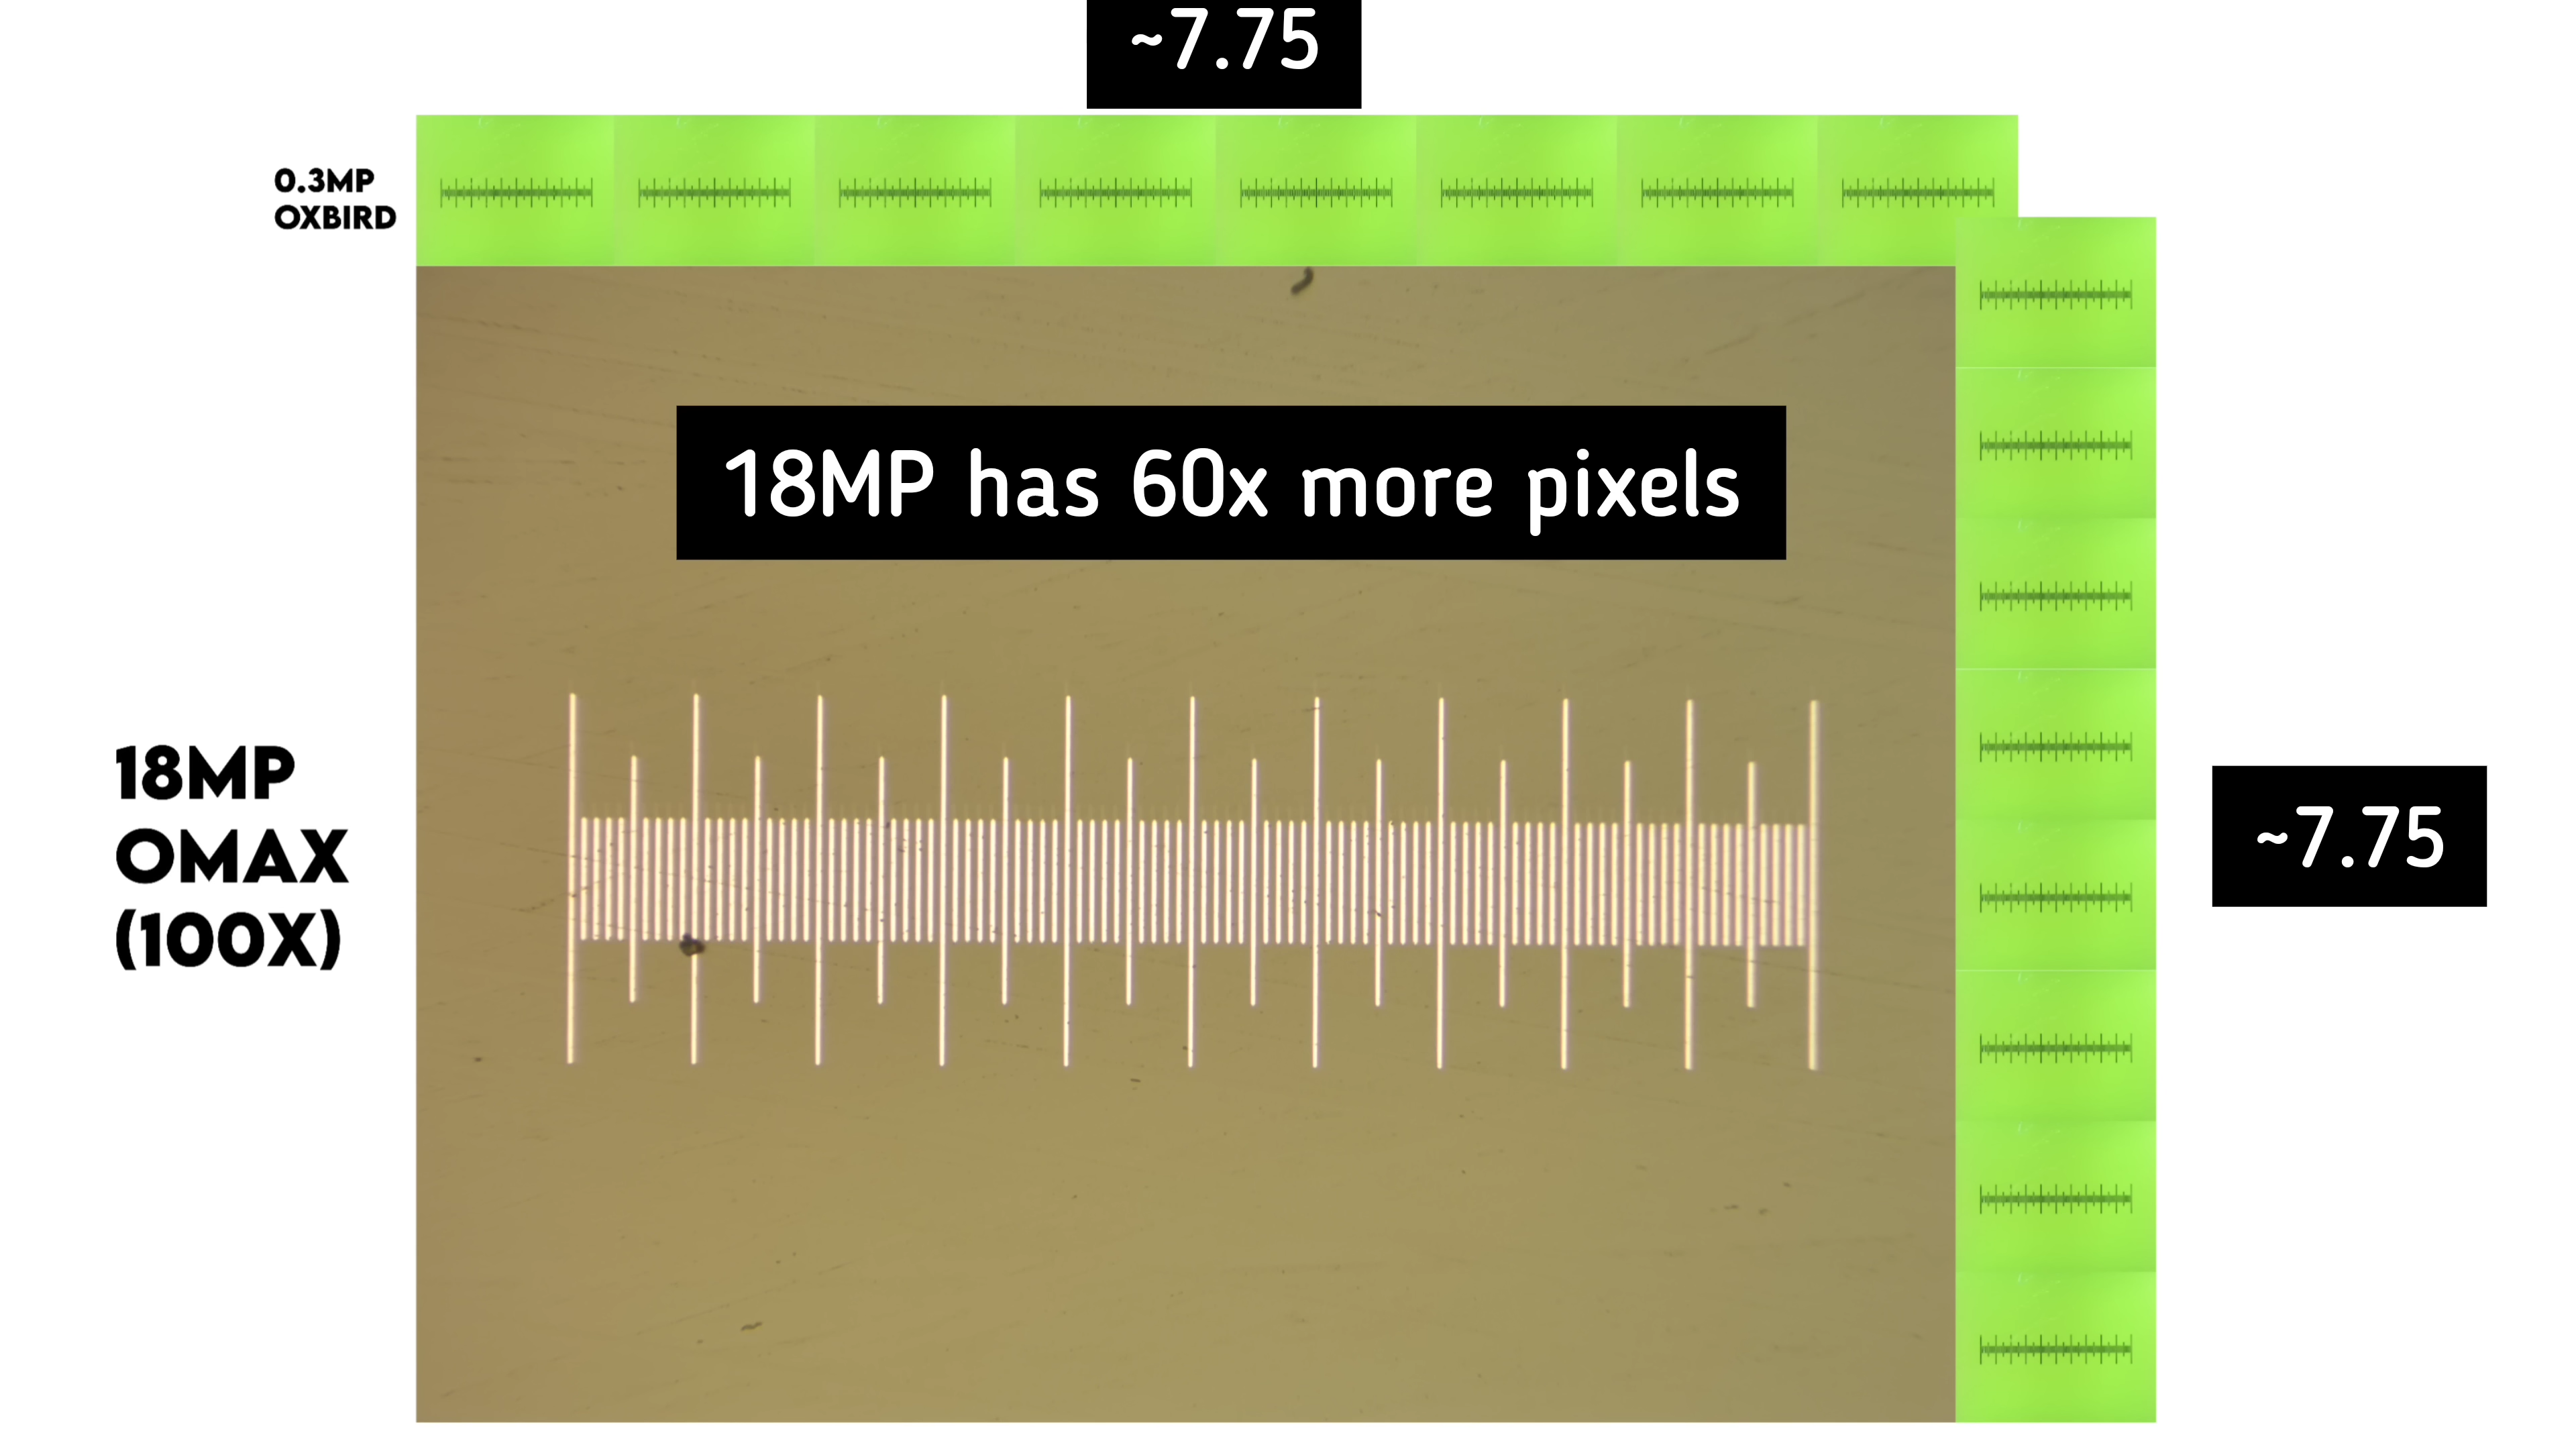 ~7.75
0.3MP
OXBIRD
18MP has 60x more pixels
18MP
OMAX
(100X)
~7.75